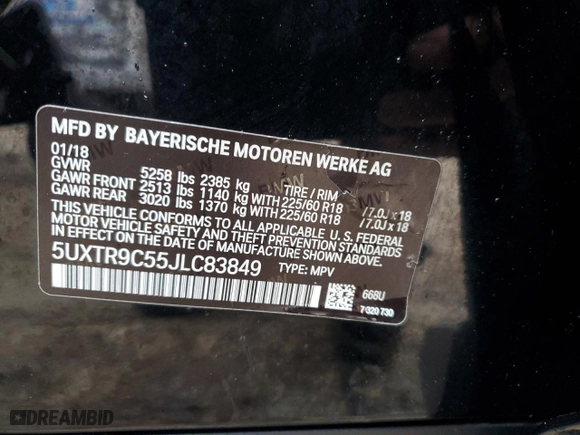 MFD BY BAYERISCHE MOTOREN WERKE AG
01/18
GVWR 5258 lbs 2385 kg TIRE / RIM
GAWR FRONT 2513 lbs 1140 kg WITH 225/60 R18 /7.0J x 18
GAWR REAR 3020 lbs 1370 kg WITH 225/60 R18 /7.0J x 18
THIS VEHICLE CONFORMS TO ALL APPLICABLE U. S. FEDERAL
MOTOR VEHICLE SAFETY AND THEFT PREVENTION STANDARDS
IN EFFECT ON THE DATE OF MANUFACTURE SHOWN ABOVE.
5UXTR9C55JLC83849 TYPE: MPV
668U
7 320 730
DREAMBID